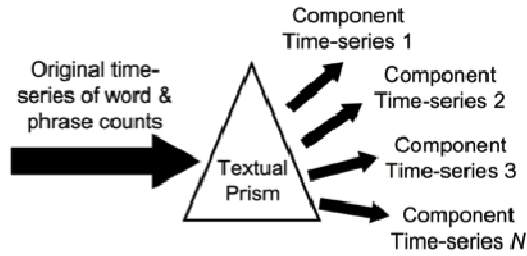 Original time-
series of word &
phrase counts
Textual
Prism
Component
Time-series 1
Component
Time-series 2
Component
Time-series 3
Component
Time-series N